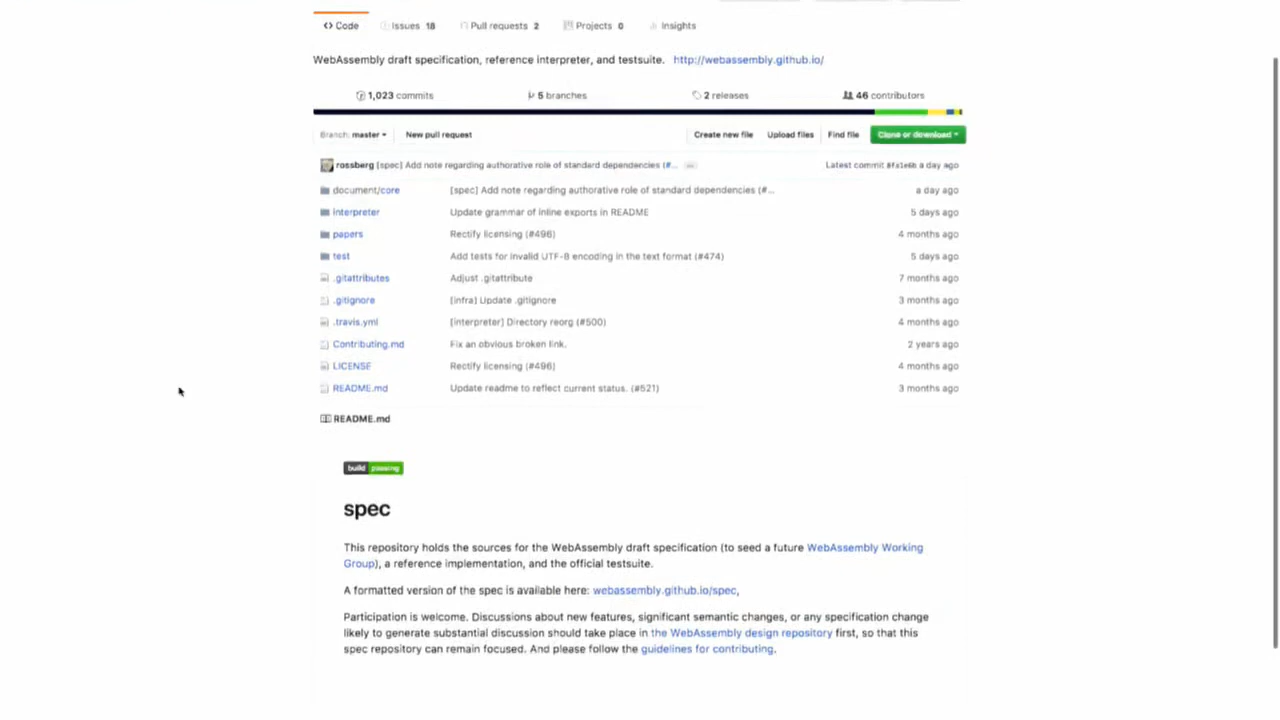 Code Issues 18 Pull requests 2 Projects 0 Insights
WebAssembly draft specification, reference interpreter, and testsuite. http://webassembly.github.io/
1,023 commits 5 branches 2 releases 46 contributors
Branch: master New pull request Create new file Upload files Find file Clone or download
rossberg [spec] Add note regarding authorative role of standard dependencies (#... Latest commit a day ago
document/core [spec] Add note regarding authorative role of standard dependencies (#... a day ago
interpreter Update grammar of inline exports in README 5 days ago
papers Rectify licensing (#496) 4 months ago
test Add tests for invalid UTF-8 encoding in the text format (#474) 5 days ago
.gitattributes Adjust .gitattribute 7 months ago
.gitignore [infra] Update .gitignore 3 months ago
.travis.yml [interpreter] Directory reorg (#500) 4 months ago
Contributing.md Fix an obvious broken link. 2 years ago
LICENSE Rectify licensing (#496) 4 months ago
README.md Update readme to reflect current status. (#521) 3 months ago
README.md
build passing
spec
This repository holds the sources for the WebAssembly draft specification (to seed a future WebAssembly Working
Group), a reference implementation, and the official testsuite.
A formatted version of the spec is available here: webassembly.github.io/spec,
Participation is welcome. Discussions about new features, significant semantic changes, or any specification change
likely to generate substantial discussion should take place in the WebAssembly design repository first, so that this
spec repository can remain focused. And please follow the guidelines for contributing.